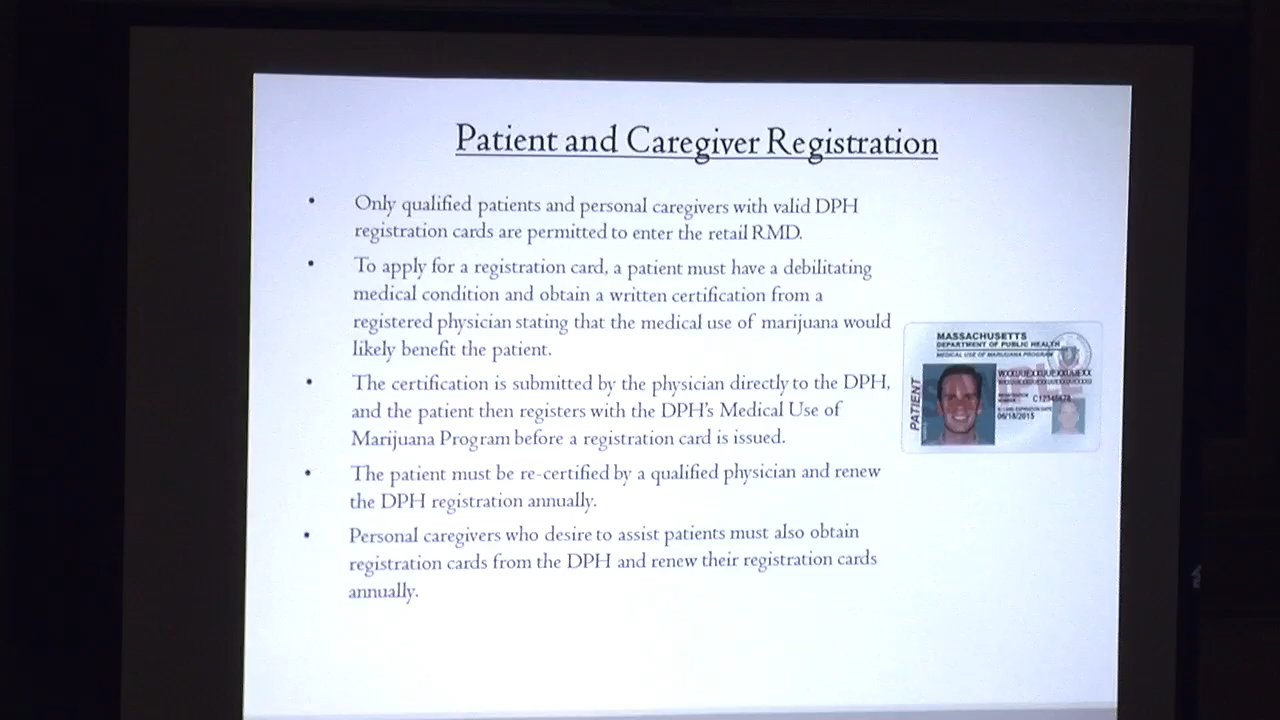 Patient and Caregiver Registration
• Only qualified patients and personal caregivers with valid DPH
registration cards are permitted to enter the retail RMD.
• To apply for a registration card, a patient must have a debilitating
medical condition and obtain a written certification from a
registered physician stating that the medical use of marijuana would
likely benefit the patient.
• The certification is submitted by the physician directly to the DPH,
and the patient then registers with the DPH's Medical Use of
Marijuana Program before a registration card is issued.
• The patient must be re-certified by a qualified physician and renew
the DPH registration annually.
• Personal caregivers who desire to assist patients must also obtain
registration cards from the DPH and renew their registration cards
annually.
MASSACHUSETTS
DEPARTMENT OF PUBLIC HEALTH
MEDICAL USE OF MARIJUANA PROGRAM
PATIENT
C12345678
06/18/2015